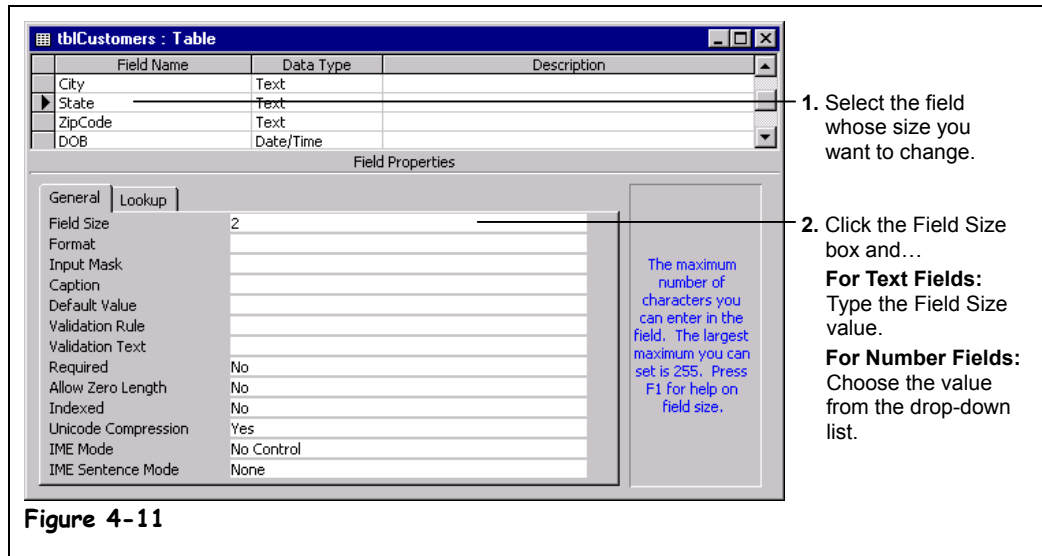 tblCustomers : Table
Field Name Data Type Description
City Text
State Text
ZipCode Text
DOB Date/Time
Field Properties
General Lookup
Field Size 2
Format
Input Mask
Caption
Default Value
Validation Rule
Validation Text
Required No
Allow Zero Length No
Indexed No
Unicode Compression Yes
IME Mode No Control
IME Sentence Mode None
The maximum
number of
characters you
can enter in the
field. The largest
maximum you can
set is 255. Press
F1 for help on
field size.
1. Select the field
whose size you
want to change.
2. Click the Field Size
box and…
For Text Fields:
Type the Field Size
value.
For Number Fields:
Choose the value
from the drop-down
list.
Figure 4-11